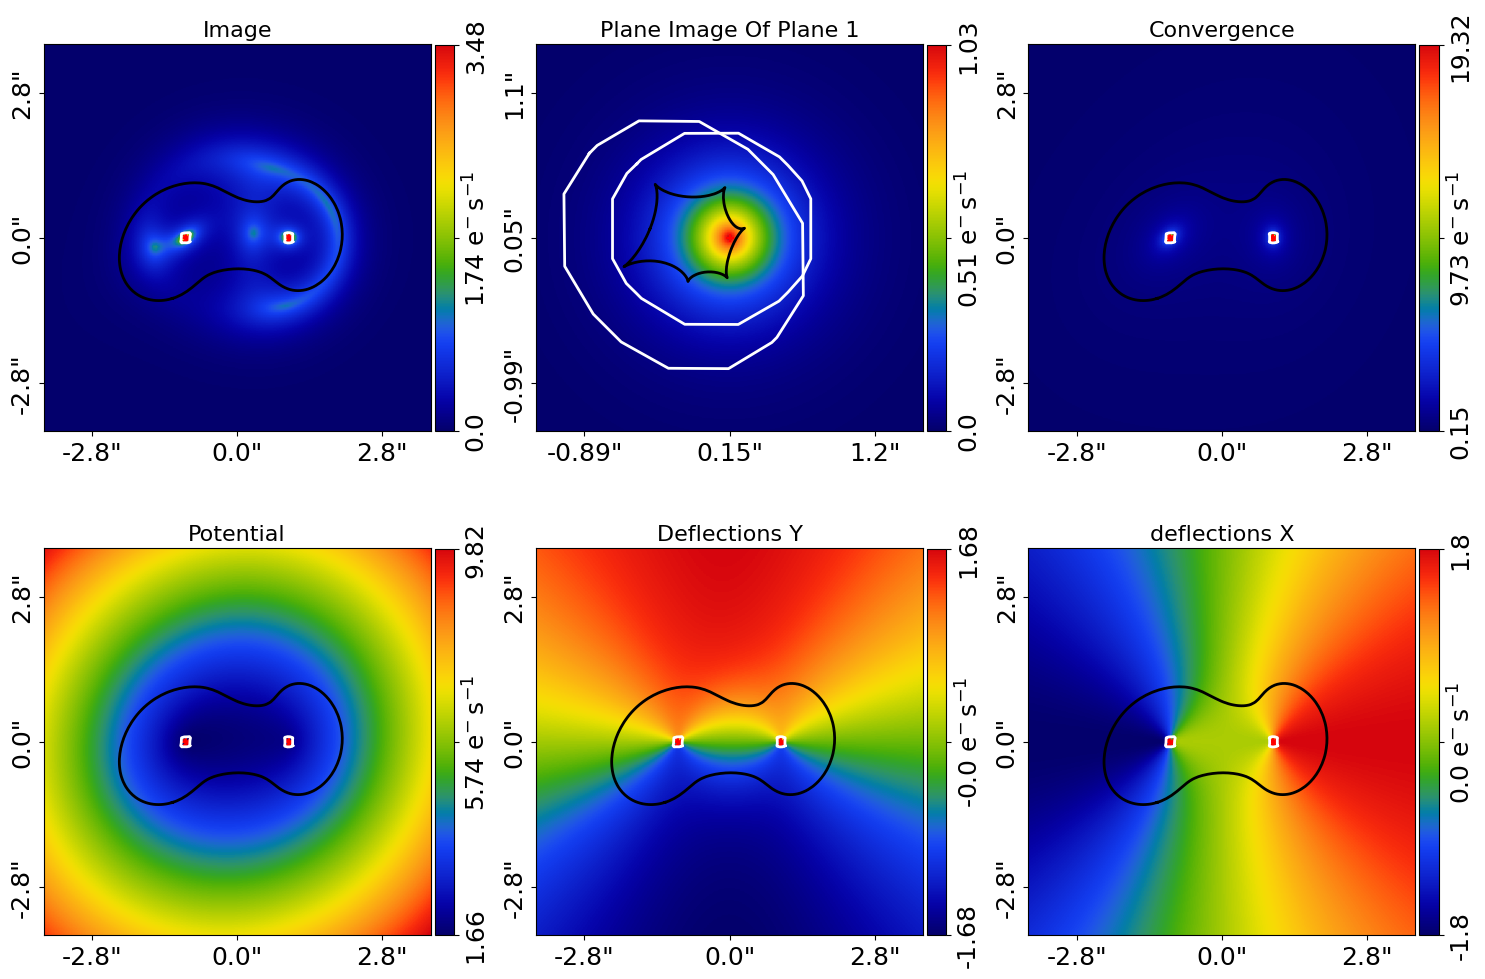 Image
2.8"
0.0"
-2.8"
-2.8" 0.0" 2.8"
3.48
1.74 e⁻ s⁻¹
0.0
Plane Image Of Plane 1
1.1"
0.05"
-0.99"
-0.89" 0.15" 1.2"
1.03
0.51 e⁻ s⁻¹
0.0
Convergence
2.8"
0.0"
-2.8"
-2.8" 0.0" 2.8"
19.32
9.73 e⁻ s⁻¹
0.15
Potential
2.8"
0.0"
-2.8"
-2.8" 0.0" 2.8"
9.82
5.74 e⁻ s⁻¹
1.66
Deflections Y
2.8"
0.0"
-2.8"
-2.8" 0.0" 2.8"
1.68
-0.0 e⁻ s⁻¹
-1.68
deflections X
2.8"
0.0"
-2.8"
-2.8" 0.0" 2.8"
1.8
0.0 e⁻ s⁻¹
-1.8